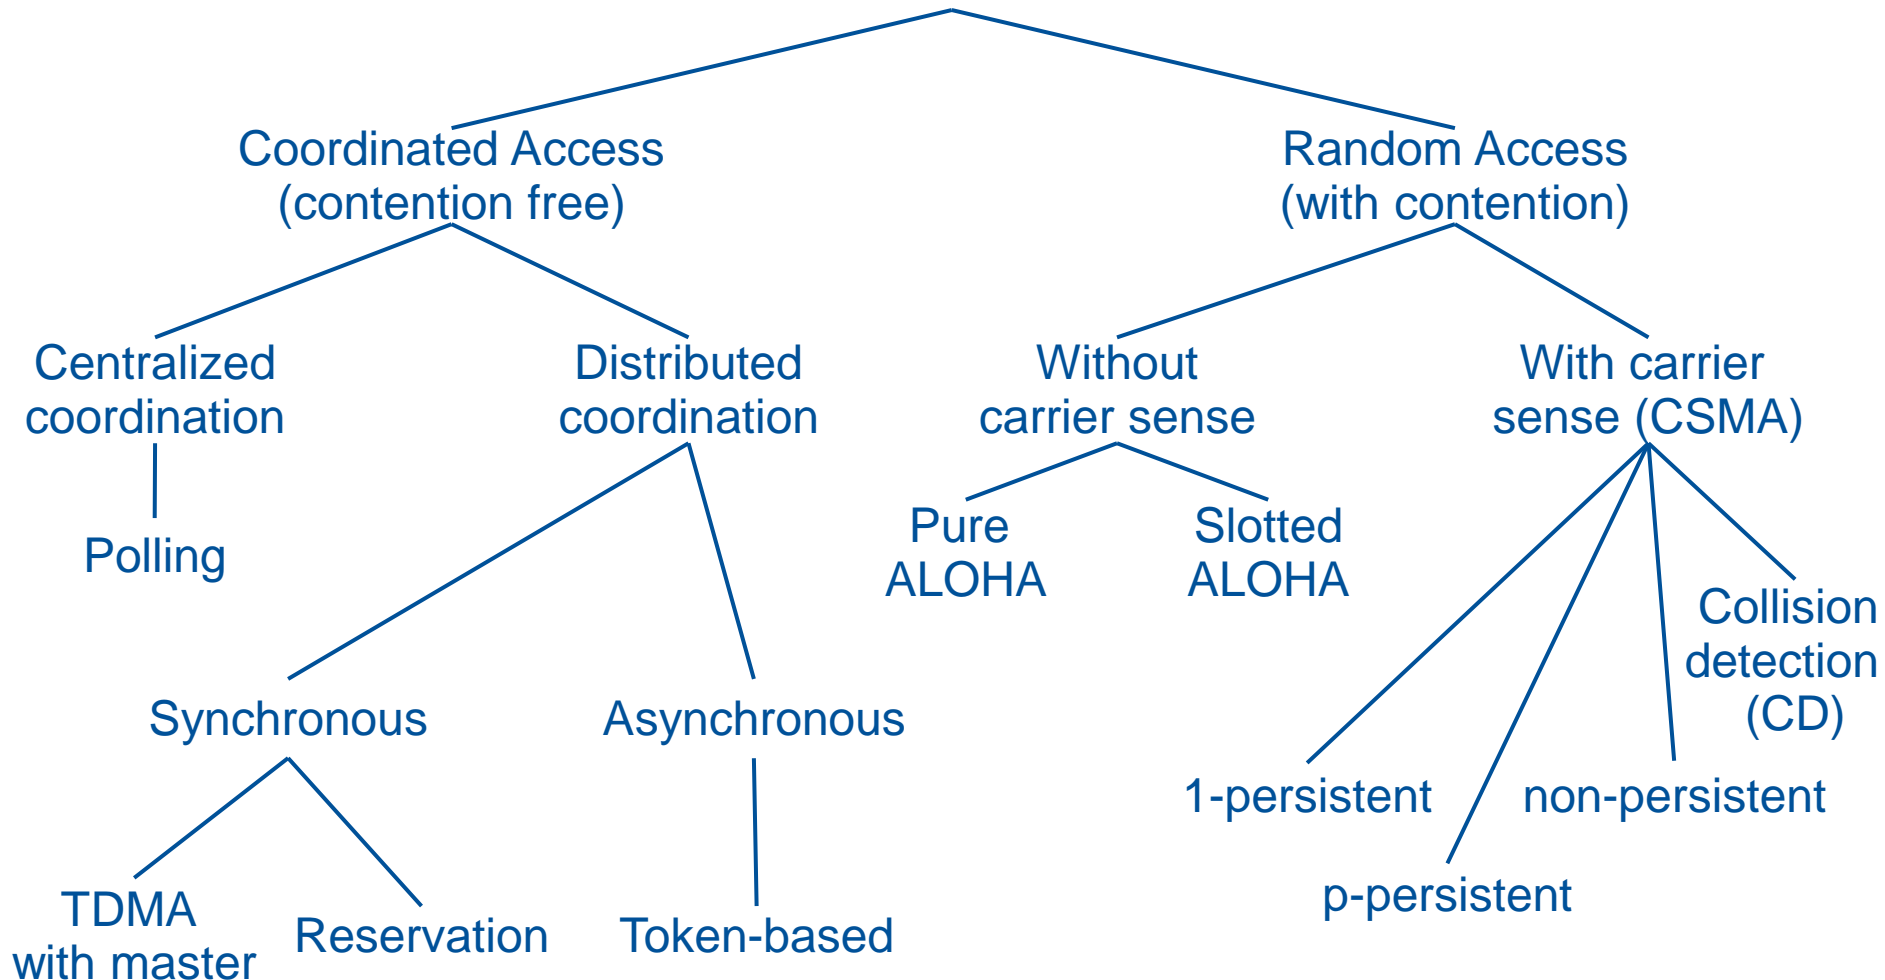 Coordinated Access
(contention free)
Random Access
(with contention)
Centralized
coordination
Distributed
coordination
Without
carrier sense
With carrier
sense (CSMA)
Polling
Pure
ALOHA
Slotted
ALOHA
Collision
detection
(CD)
Synchronous
Asynchronous
1-persistent
non-persistent
p-persistent
TDMA
with master
Reservation
Token-based